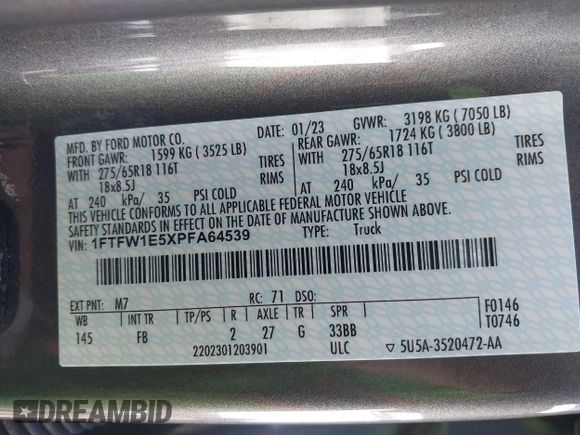 MFD. BY FORD MOTOR CO.
DATE: 01/23 GVWR: 3198 KG ( 7050 LB)
FRONT GAWR: 1599 KG ( 3525 LB)
REAR GAWR: 1724 KG ( 3800 LB)
WITH 275/65R18 116T TIRES
275/65R18 116T TIRES
18x8.5J RIMS
WITH 18x8.5J RIMS
AT 240 kPa/ 35 PSI COLD
AT 240 kPa/ 35 PSI COLD
THIS VEHICLE CONFORMS TO ALL APPLICABLE FEDERAL MOTOR VEHICLE
SAFETY STANDARDS IN EFFECT ON THE DATE OF MANUFACTURE SHOWN ABOVE.
VIN: 1FTFW1E5XPFA64539 TYPE: Truck
EXT PNT: M7 RC: 71 DSO:
WB INT TR TP/PS R AXLE TR SPR
145 FB 2 27 G 33BB
F0146
T0746
2202301203901 ULC ▽ 5U5A-3520472-AA
DREAMBID